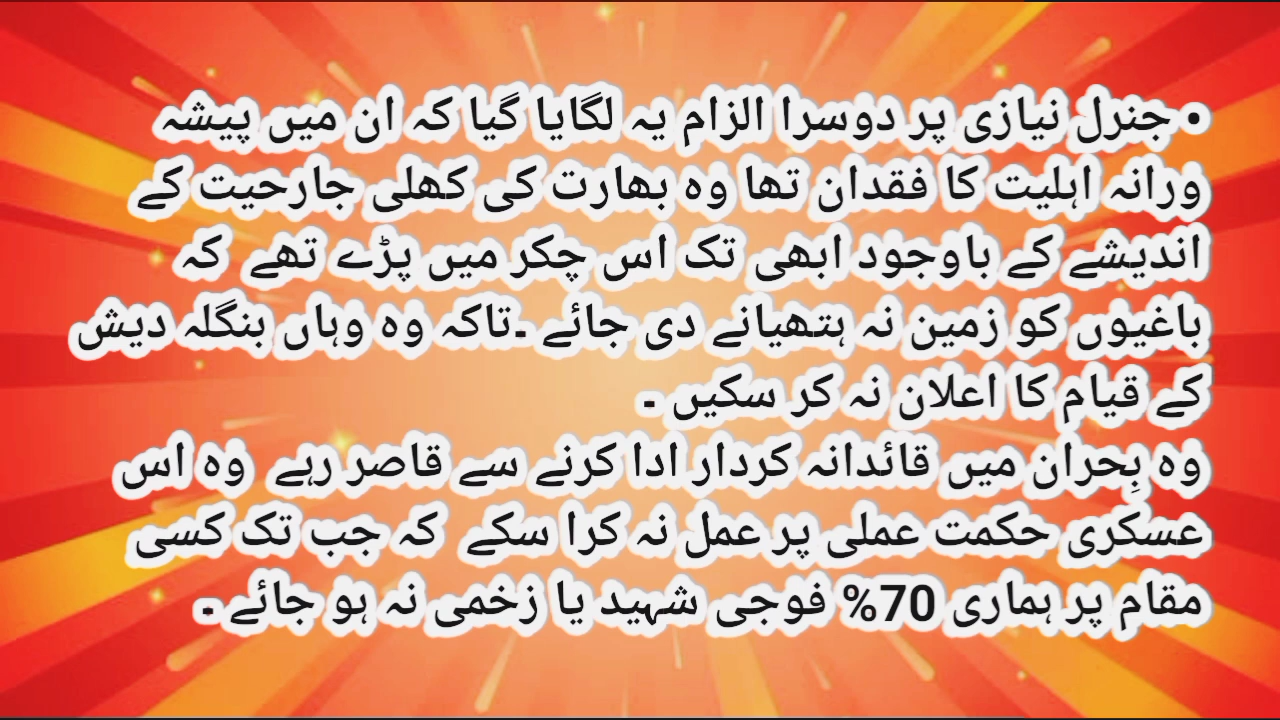 • جنرل نیازی پر دوسرا الزام یہ لگایا گیا کہ ان میں پیشہ
ورانہ اہلیت کا فقدان تھا وہ بھارت کی کھلی جارحیت کے
اندیشے کے باوجود ابھی تک اس چکر میں پڑے تھے کہ
باغیوں کو زمین نہ ہتھیانے دی جائے ۔تاکہ وہ وہاں بنگلہ دیش
کے قیام کا اعلان نہ کر سکیں ۔
وہ بِحران میں قائدانہ کردار ادا کرنے سے قاصر رہے وہ اس
عسکری حکمت عملی پر عمل نہ کرا سکے کہ جب تک کسی
مقام پر ہماری 70% فوجی شہید یا زخمی نہ ہو جائے ۔